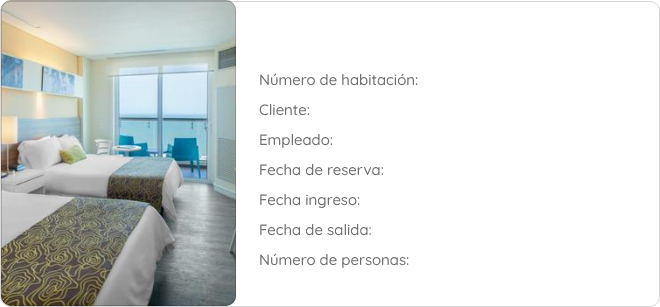 Número de habitación:
Cliente:
Empleado:
Fecha de reserva:
Fecha ingreso:
Fecha de salida:
Número de personas: